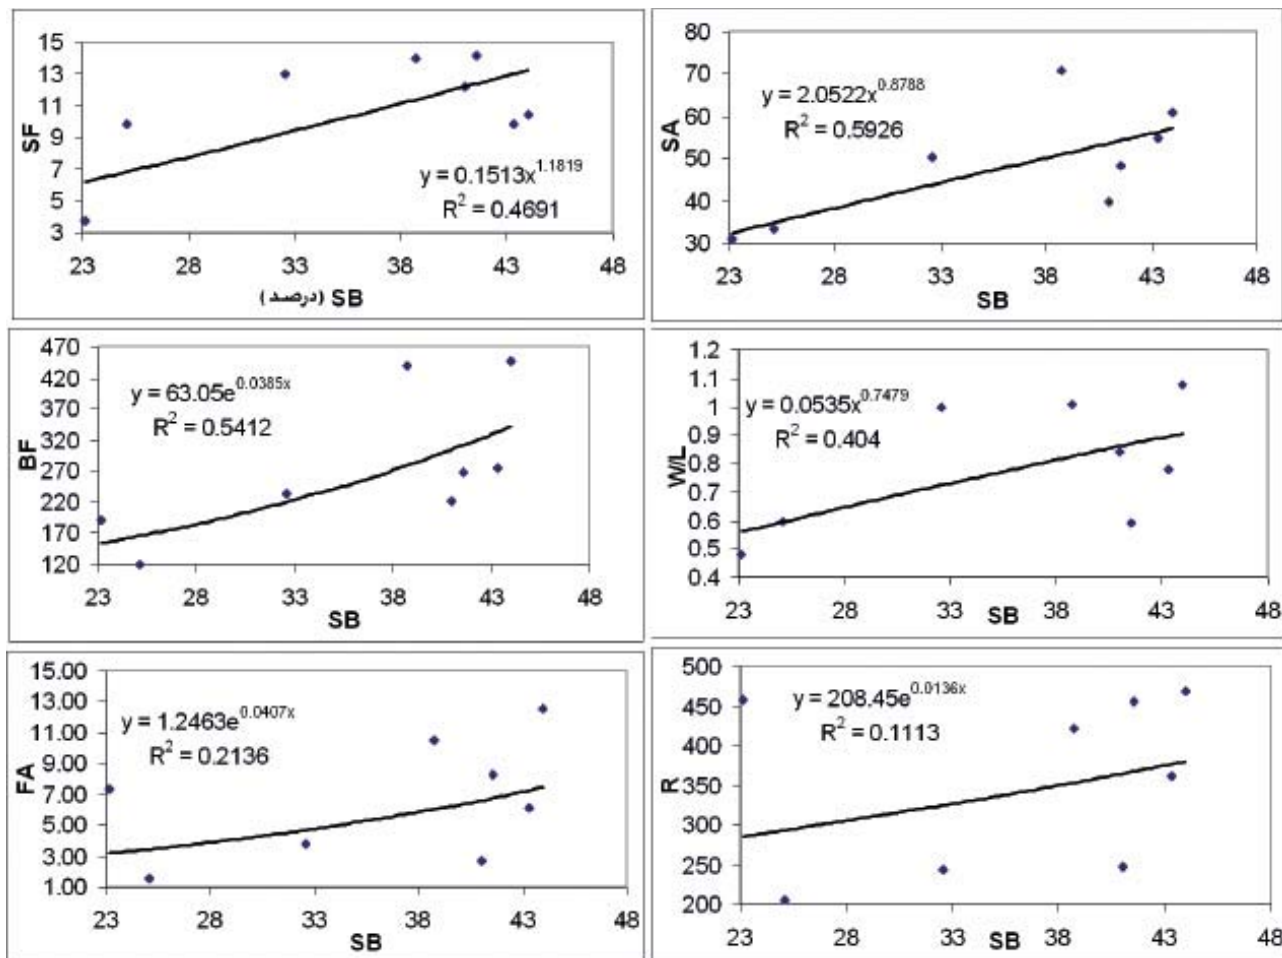 15
13
11
9
7
5
3
SF
y = 0.1513x^1.1819
R² = 0.4691
23 28 33 38 43 48
(درصد) SB
80
70
60
50
40
30
SA
y = 2.0522x^0.8788
R² = 0.5926
23 28 33 38 43 48
SB
470
420
370
320
270
220
170
120
BF
y = 63.05e^0.0385x
R² = 0.5412
23 28 33 38 43 48
SB
1.2
1.1
1
0.9
0.8
0.7
0.6
0.5
0.4
W/L
y = 0.0535x^0.7479
R² = 0.404
23 28 33 38 43 48
SB
15.00
13.00
11.00
9.00
7.00
5.00
3.00
1.00
FA
y = 1.2463e^0.0407x
R² = 0.2136
23 28 33 38 43 48
SB
500
450
400
350
300
250
200
R
y = 208.45e^0.0136x
R² = 0.1113
23 28 33 38 43 48
SB